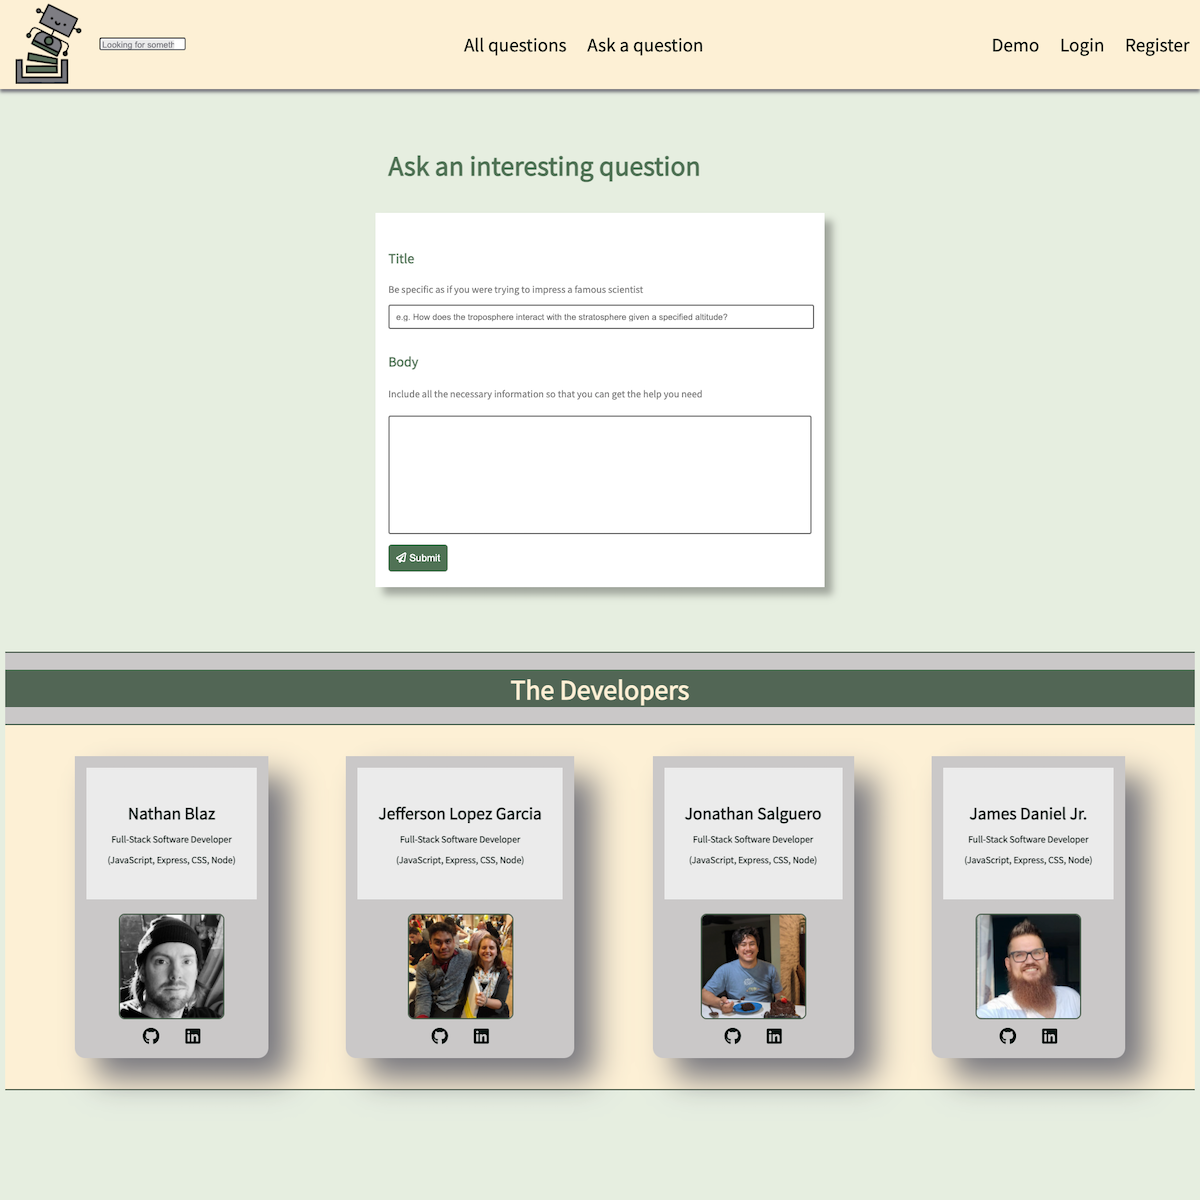 Looking for someth
All questions
Ask a question
Demo
Login
Register
Ask an interesting question
Title
Be specific as if you were trying to impress a famous scientist
e.g. How does the troposphere interact with the stratosphere given a specified altitude?
Body
Include all the necessary information so that you can get the help you need
Submit
The Developers
Nathan Blaz
Full-Stack Software Developer
(JavaScript, Express, CSS, Node)
Jefferson Lopez Garcia
Full-Stack Software Developer
(JavaScript, Express, CSS, Node)
Jonathan Salguero
Full-Stack Software Developer
(JavaScript, Express, CSS, Node)
James Daniel Jr.
Full-Stack Software Developer
(JavaScript, Express, CSS, Node)